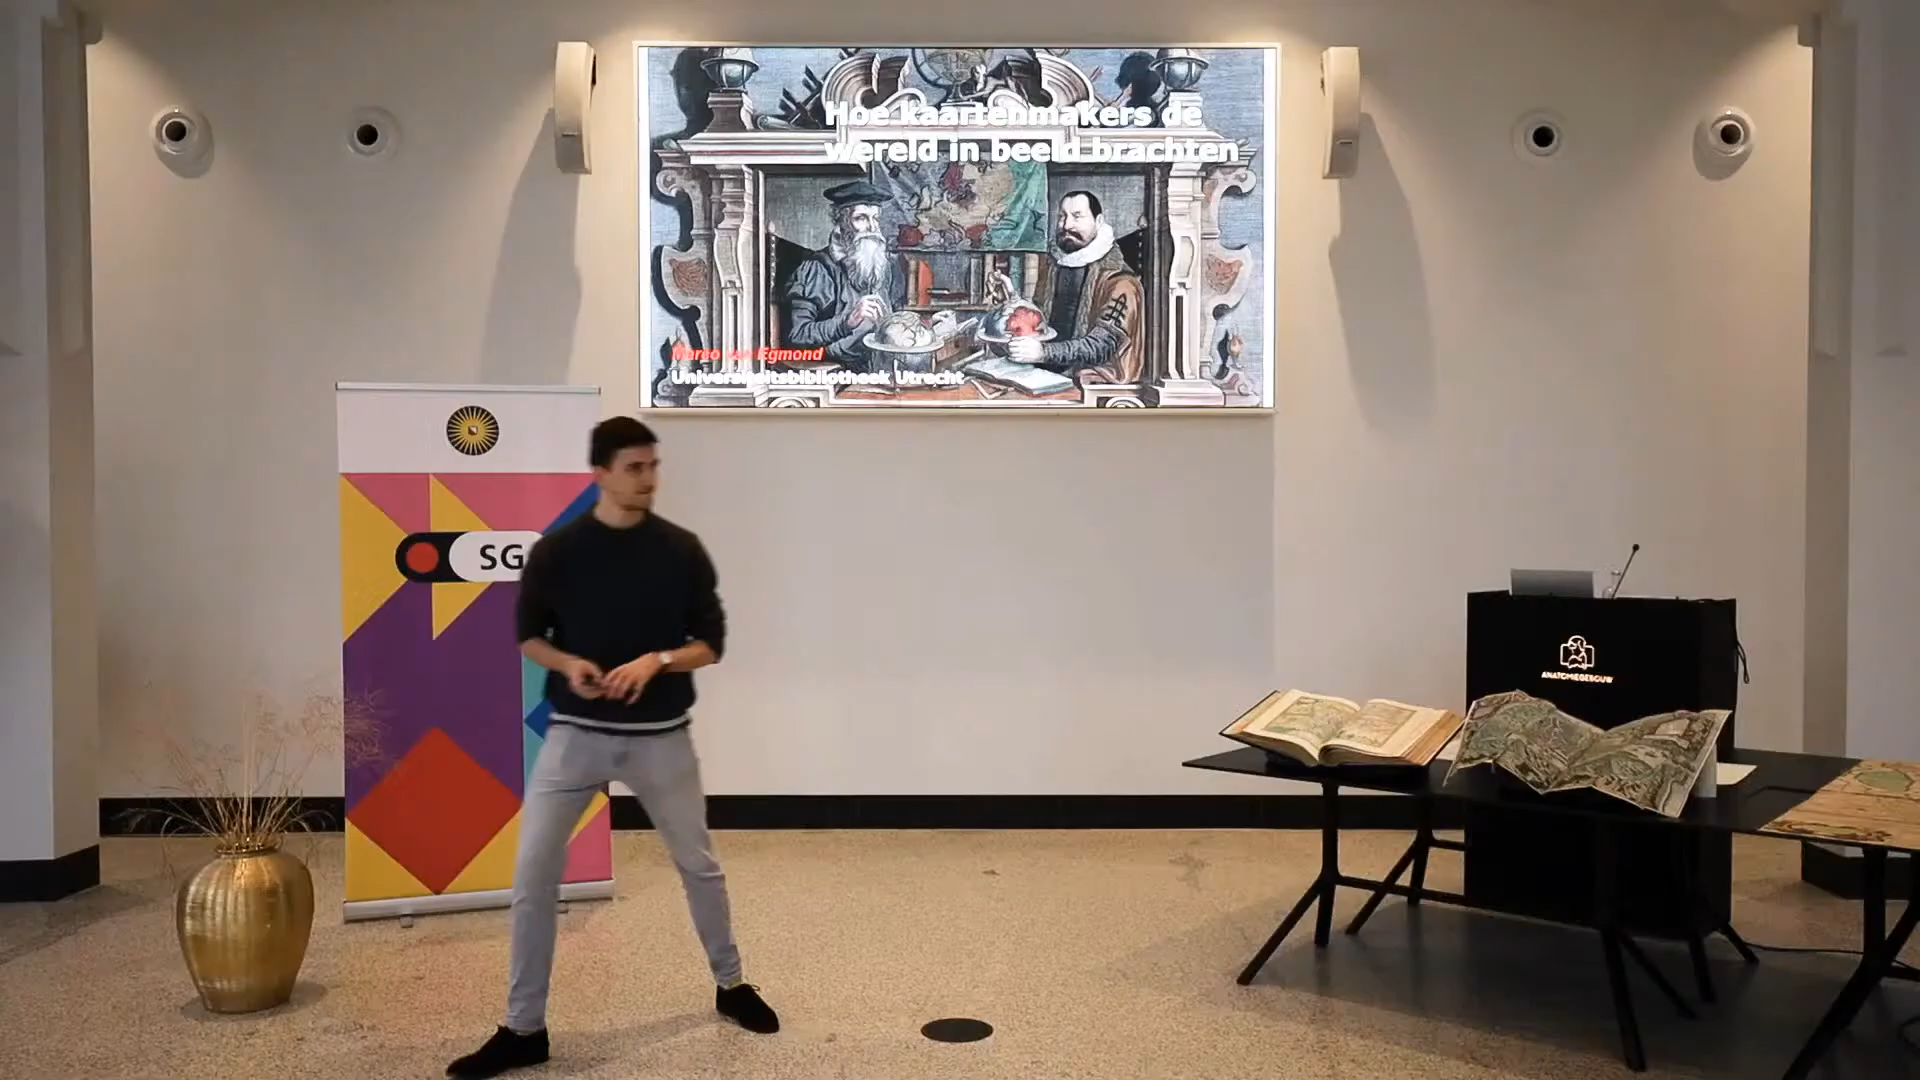 Hoe kaartenmakers de
wereld in beeld brachten
Marco van Egmond
Universiteitsbibliotheek Utrecht
SG
ANATOMIEGEBOUW